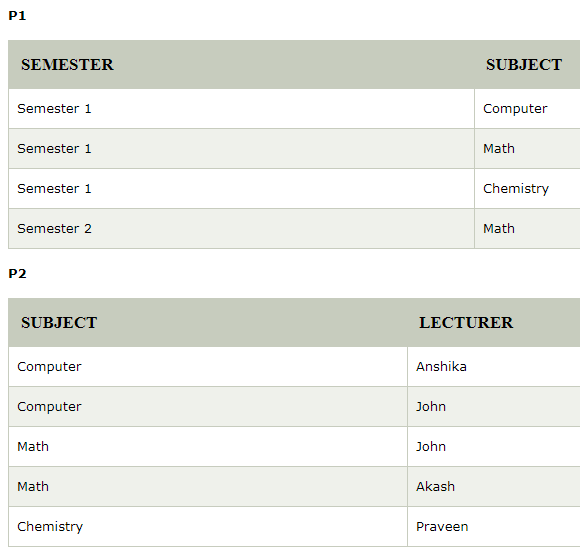 P1
SEMESTER SUBJECT
Semester 1 Computer
Semester 1 Math
Semester 1 Chemistry
Semester 2 Math
P2
SUBJECT LECTURER
Computer Anshika
Computer John
Math John
Math Akash
Chemistry Praveen